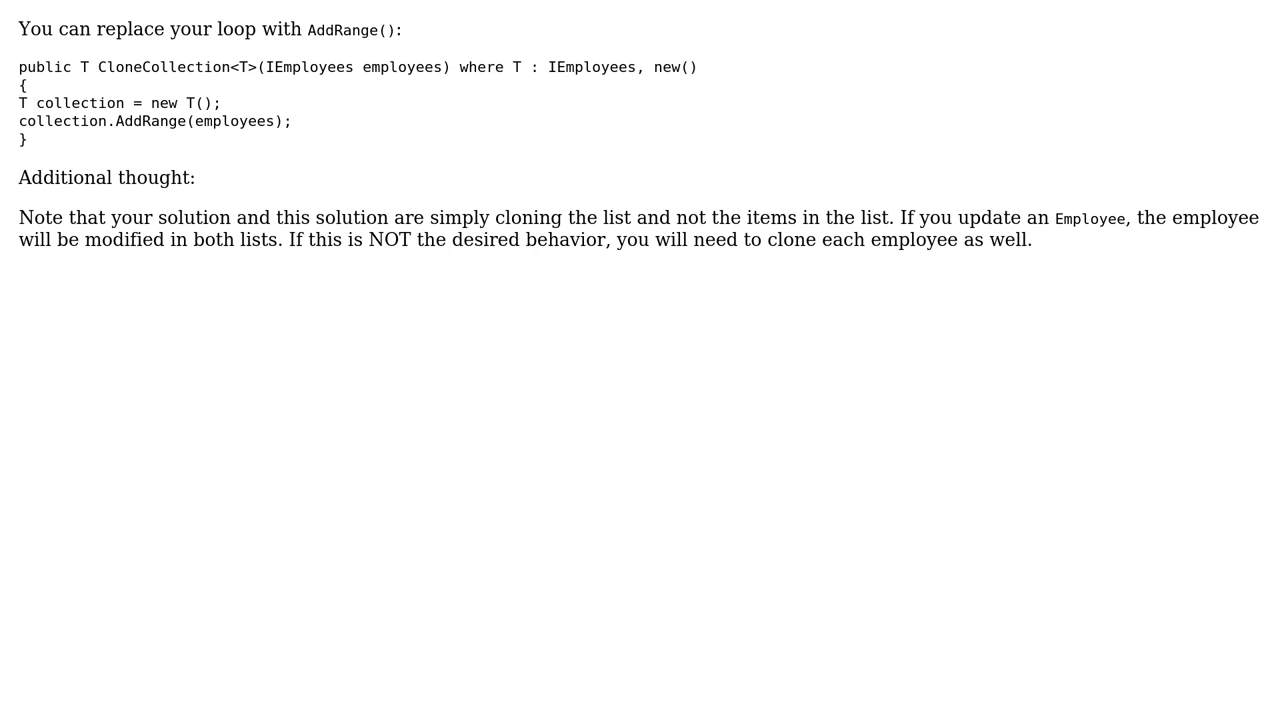 You can replace your loop with AddRange():
public T CloneCollection<T>(IEmployees employees) where T : IEmployees, new()
{
T collection = new T();
collection.AddRange(employees);
}
Additional thought:
Note that your solution and this solution are simply cloning the list and not the items in the list. If you update an Employee, the employee
will be modified in both lists. If this is NOT the desired behavior, you will need to clone each employee as well.